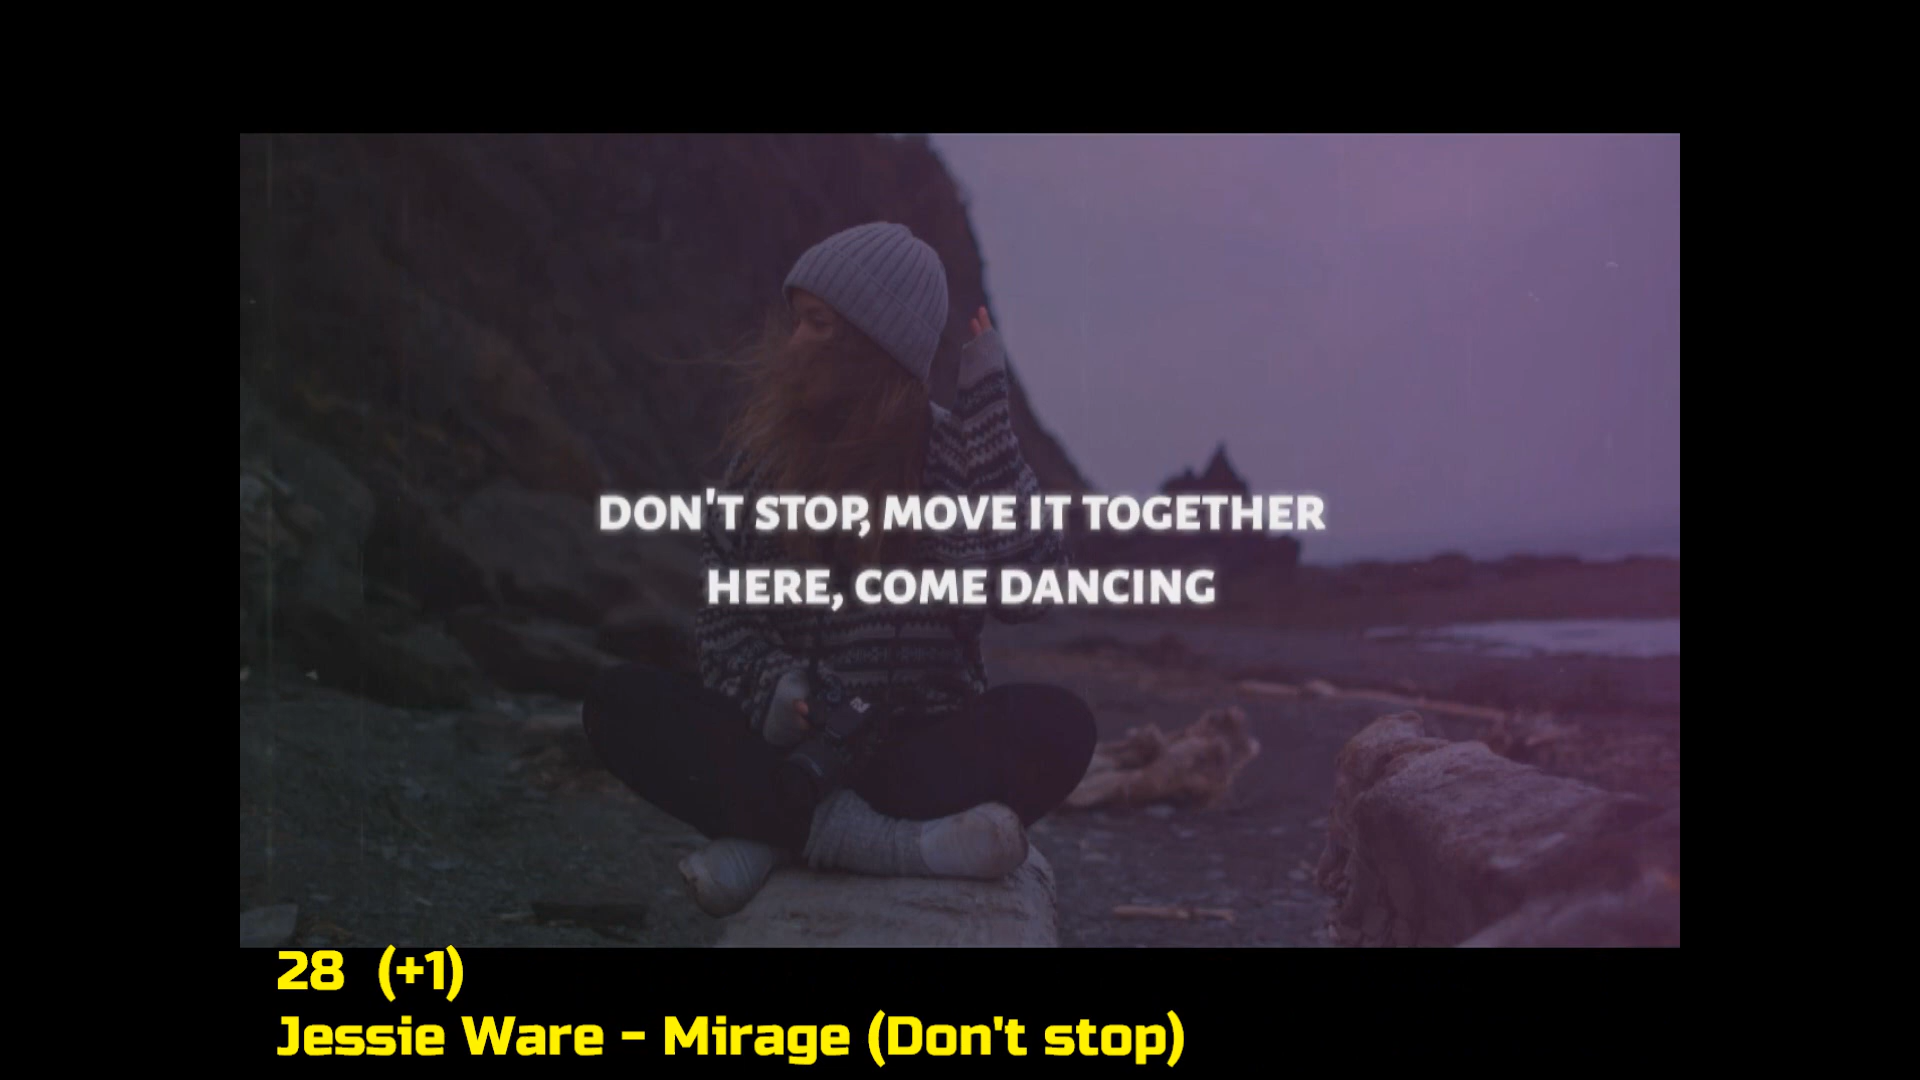 DON'T STOP, MOVE IT TOGETHER
HERE, COME DANCING
28 (+1)
Jessie Ware - Mirage (Don't stop)